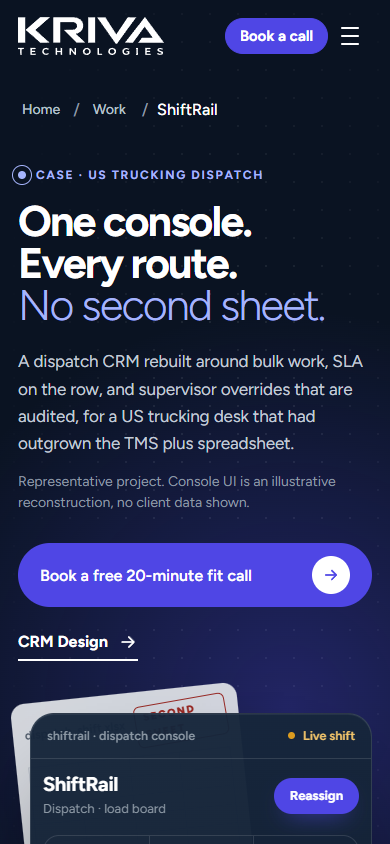 KRIVA
TECHNOLOGIES
Book a call
Home / Work / ShiftRail
CASE · US TRUCKING DISPATCH
One console.
Every route.
No second sheet.
A dispatch CRM rebuilt around bulk work, SLA
on the row, and supervisor overrides that are
audited, for a US trucking desk that had
outgrown the TMS plus spreadsheet.
Representative project. Console UI is an illustrative
reconstruction, no client data shown.
Book a free 20-minute fit call
CRM Design
shiftrail · dispatch console
Live shift
ShiftRail
Dispatch · load board
Reassign